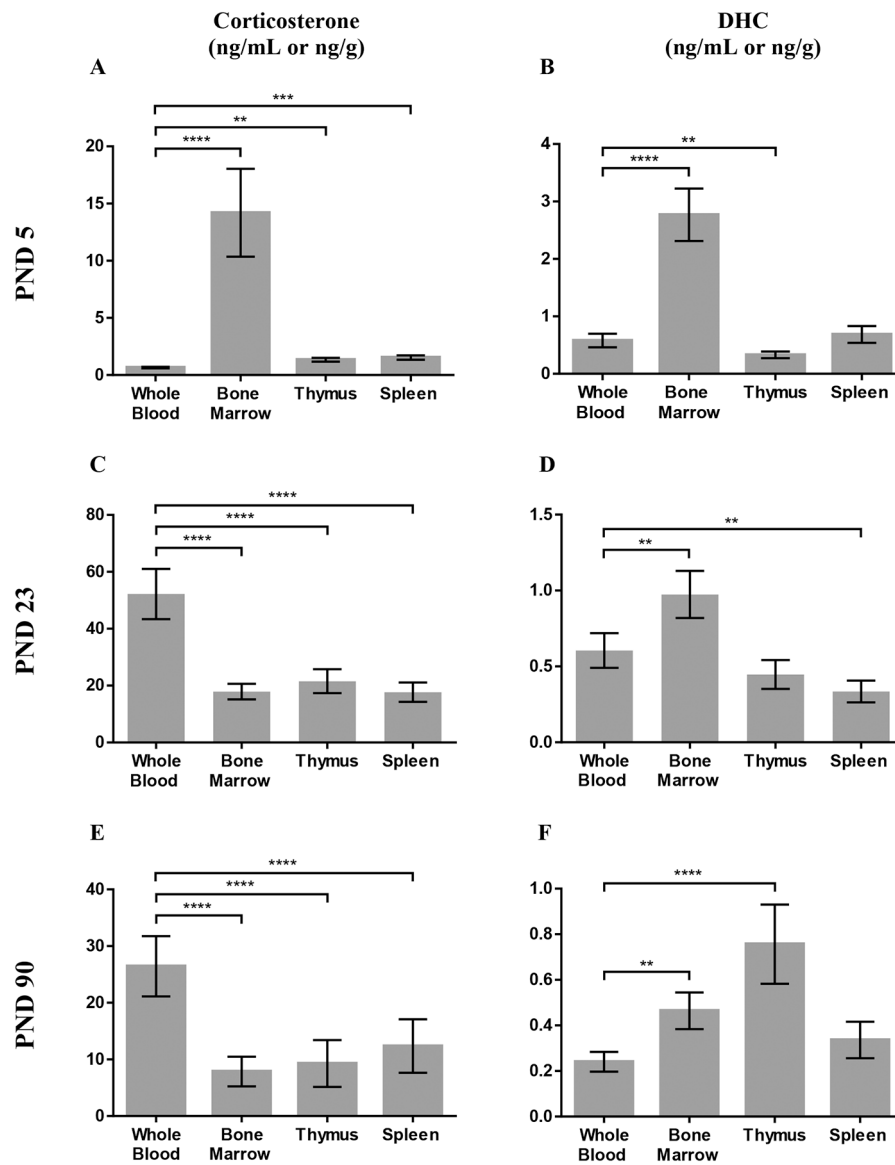 Corticosterone
(ng/mL or ng/g)
DHC
(ng/mL or ng/g)
PND 5
A
***
**
****
20
15
10
5
0
Whole
Blood
Bone
Marrow
Thymus
Spleen
B
**
****
4
3
2
1
0
Whole
Blood
Bone
Marrow
Thymus
Spleen
PND 23
C
****
****
****
80
60
40
20
0
Whole
Blood
Bone
Marrow
Thymus
Spleen
D
**
**
1.5
1.0
0.5
0.0
Whole
Blood
Bone
Marrow
Thymus
Spleen
PND 90
E
****
****
****
40
30
20
10
0
Whole
Blood
Bone
Marrow
Thymus
Spleen
F
****
**
1.0
0.8
0.6
0.4
0.2
0.0
Whole
Blood
Bone
Marrow
Thymus
Spleen